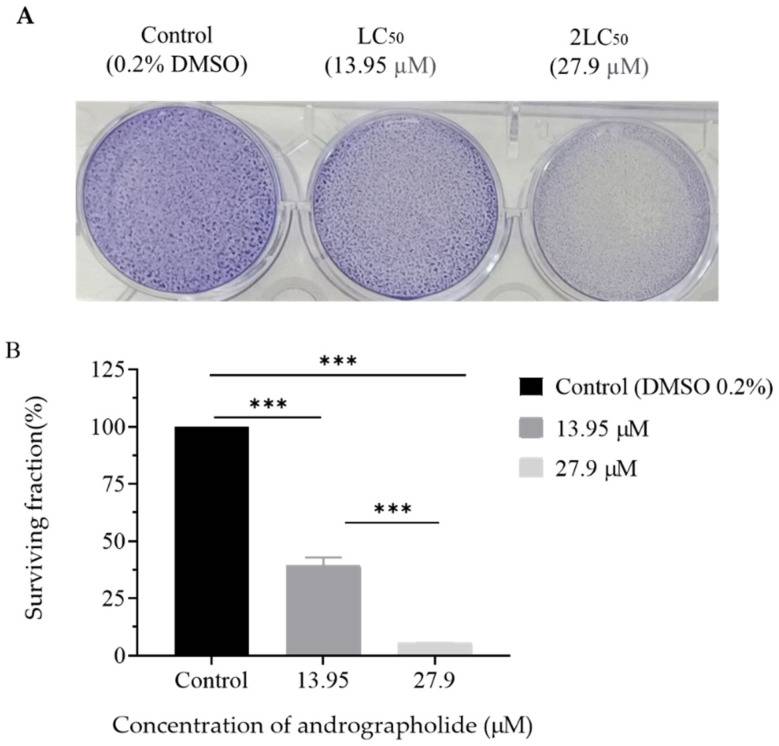 A
Control
(0.2% DMSO)
LC50
(13.95 µM)
2LC50
(27.9 µM)
B
Surviving fraction(%)
125
100
75
50
25
0
***
***
***
Control
13.95
27.9
Concentration of andrographolide (µM)
Control (DMSO 0.2%)
13.95 µM
27.9 µM